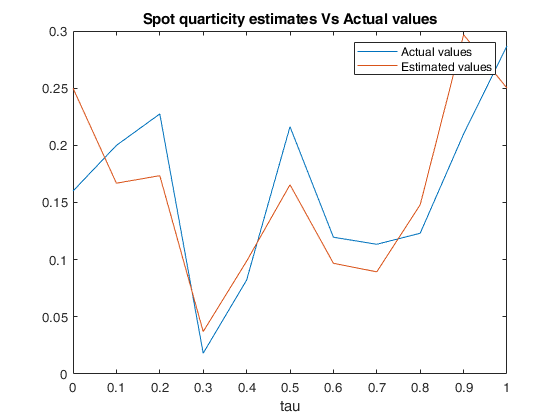 Spot quarticity estimates Vs Actual values
Actual values
Estimated values
0.3
0.25
0.2
0.15
0.1
0.05
0
0 0.1 0.2 0.3 0.4 0.5 0.6 0.7 0.8 0.9 1
tau